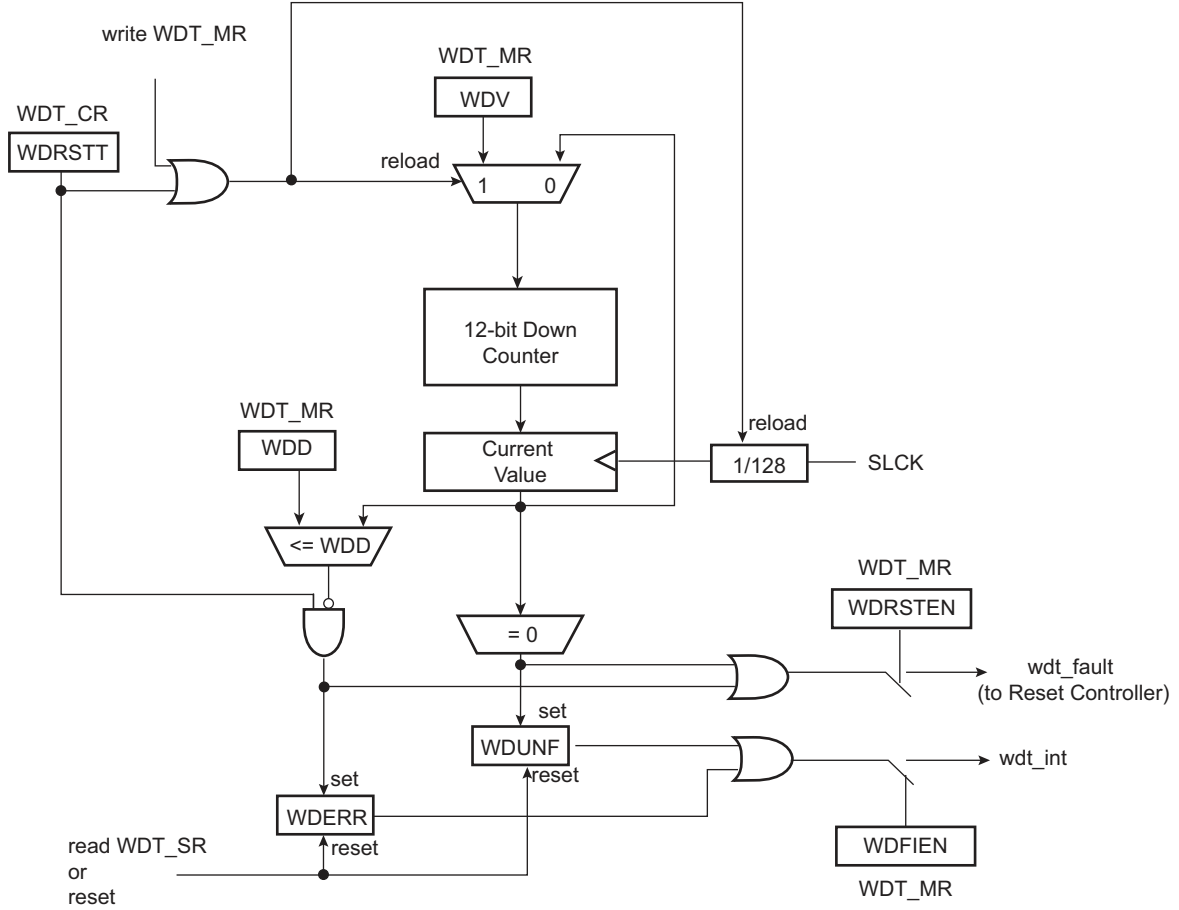 write WDT_MR
WDT_MR
WDV
WDT_CR
WDRSTT
reload
1 0
12-bit Down
Counter
WDT_MR
WDD
reload
Current
Value
1/128
SLCK
<= WDD
WDT_MR
WDRSTEN
= 0
wdt_fault
(to Reset Controller)
set
WDUNF
reset
wdt_int
set
WDERR
reset
read WDT_SR
or
reset
WDFIEN
WDT_MR